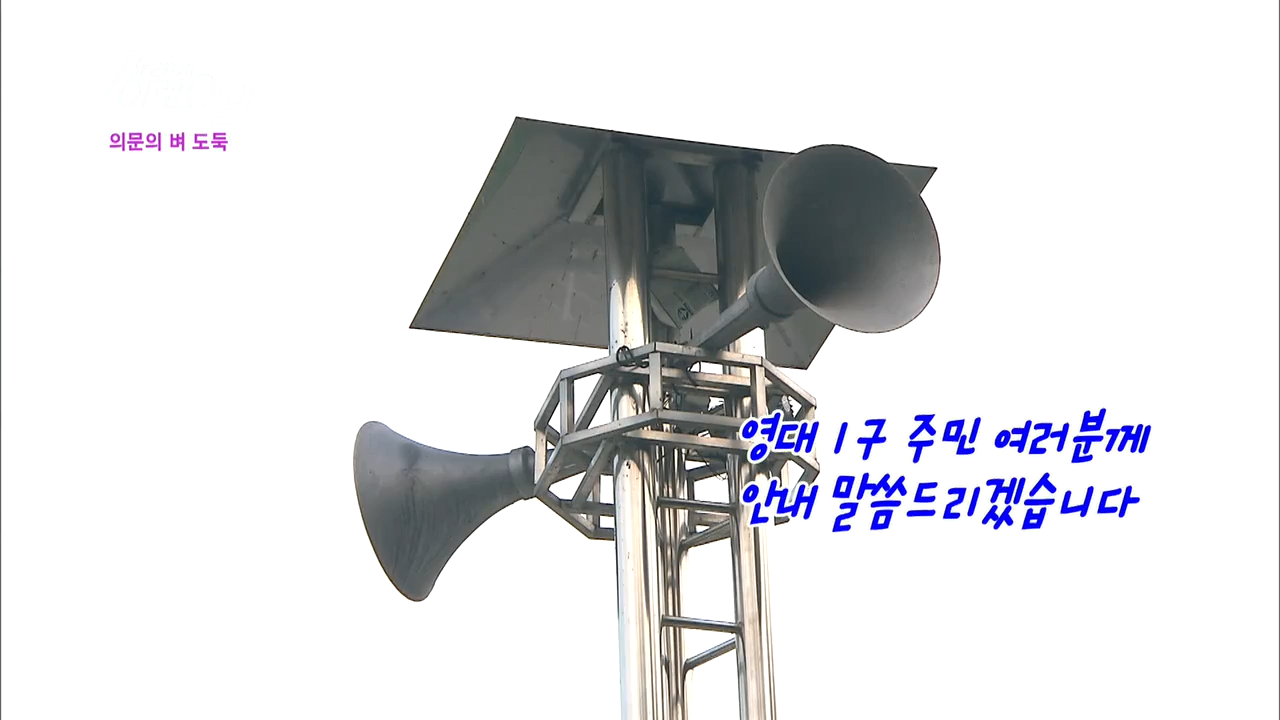 의문의 벼 도둑
영대 1구 주민 여러분께
안내 말씀드리겠습니다